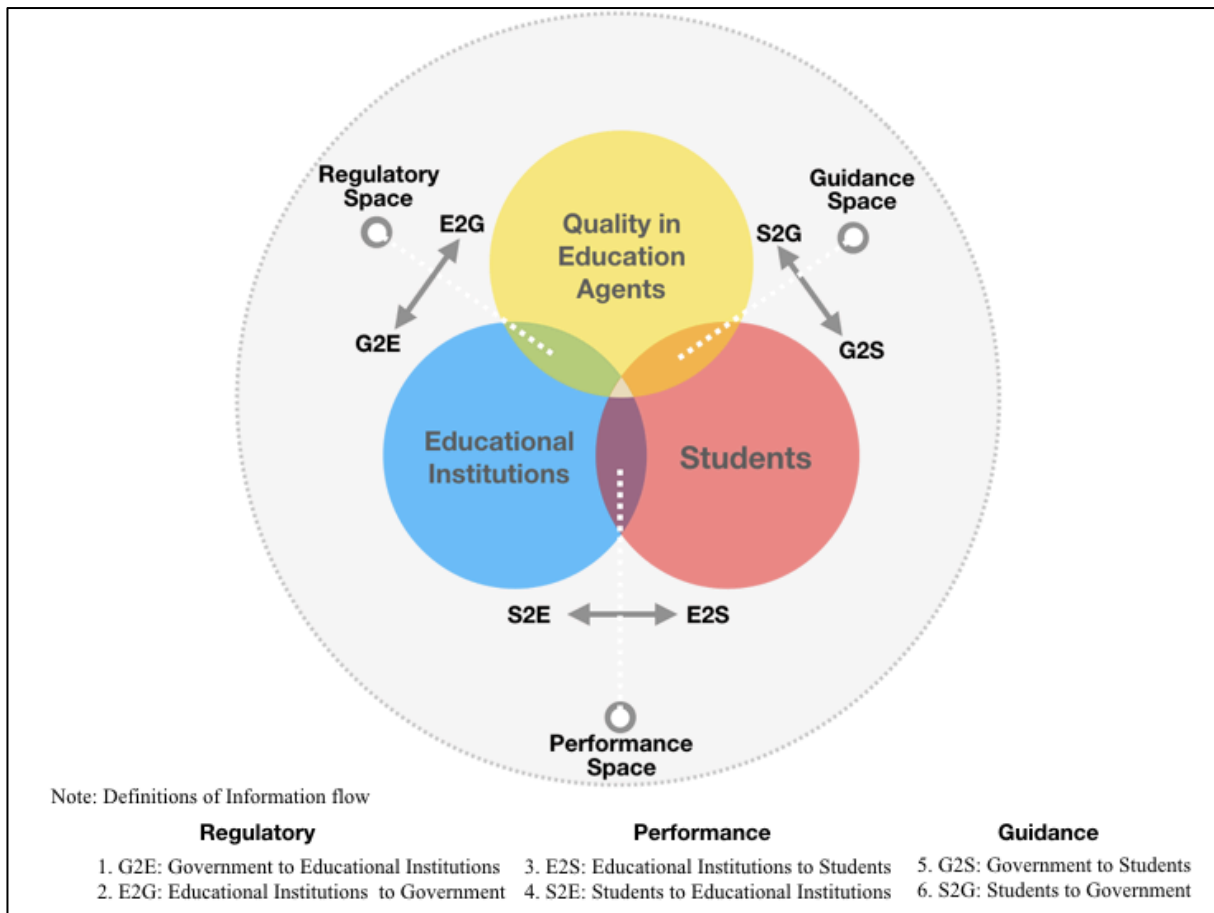 Regulatory
Space
Guidance
Space
E2G
S2G
Quality in
Education
Agents
G2E
G2S
Educational
Institutions
Students
S2E
E2S
Performance
Space
Note: Definitions of Information flow
Regulatory
1. G2E: Government to Educational Institutions
2. E2G: Educational Institutions to Government
Performance
3. E2S: Educational Institutions to Students
4. S2E: Students to Educational Institutions
Guidance
5. G2S: Government to Students
6. S2G: Students to Government